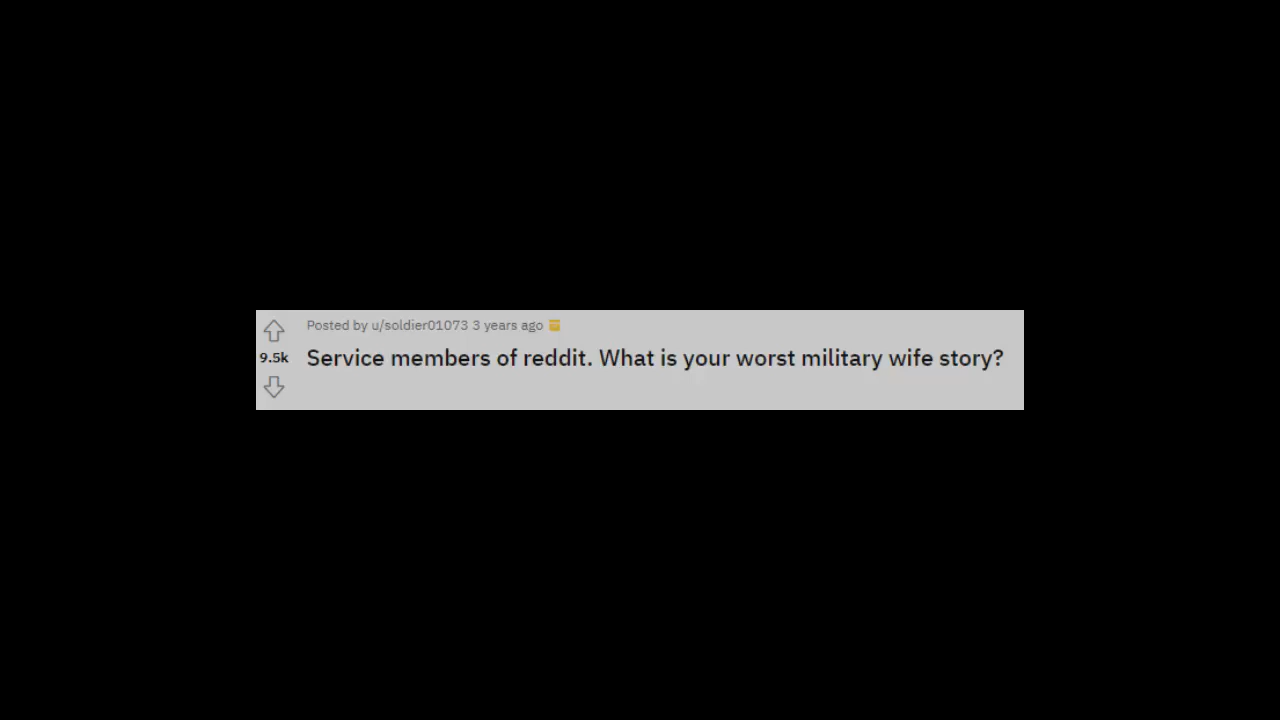 Posted by u/soldier01073 3 years ago
9.5k
Service members of reddit. What is your worst military wife story?